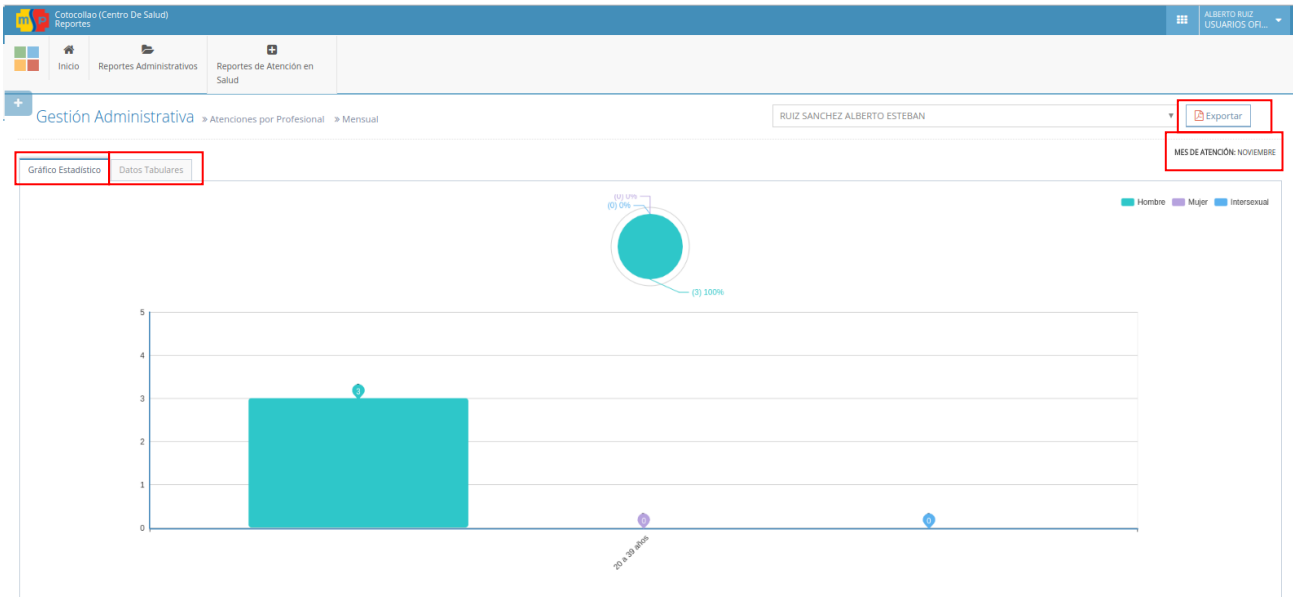 msp
Cotocollao (Centro De Salud)
Reportes
ALBERTO RUIZ
USUARIOS OFI...
Inicio
Reportes Administrativos
Reportes de Atención en
Salud
+
Gestión Administrativa » Atenciones por Profesional » Mensual
RUIZ SANCHEZ ALBERTO ESTEBAN
Exportar
MES DE ATENCIÓN: NOVIEMBRE
Gráfico Estadístico
Datos Tabulares
(0) 0%
(0) 0%
Hombre Mujer Intersexual
(3) 100%
5
4
3
3
2
1
0
0
0
20 a 39 años